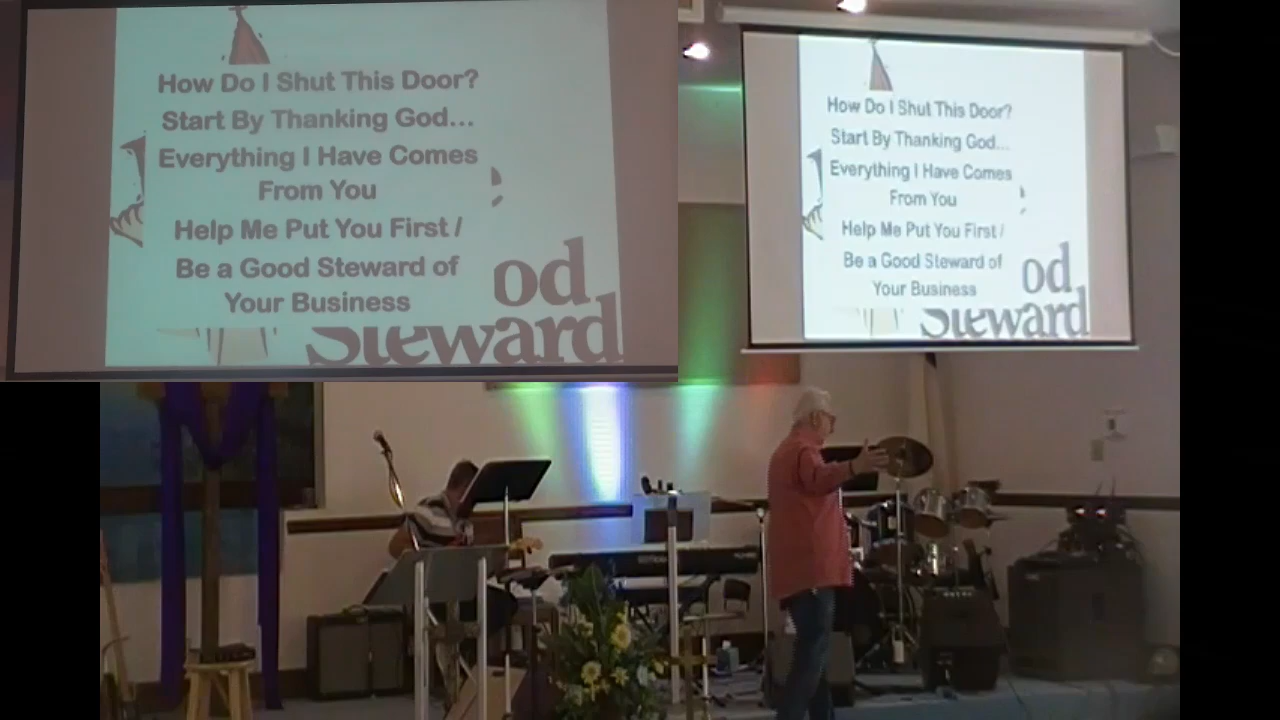 How Do I Shut This Door?
Start By Thanking God...
Everything I Have Comes
From You
Help Me Put You First /
Be a Good Steward of
Your Business
od
Steward
How Do I Shut This Door?
Start By Thanking God...
Everything I Have Comes
From You
Help Me Put You First /
Be a Good Steward of
Your Business
od
Steward